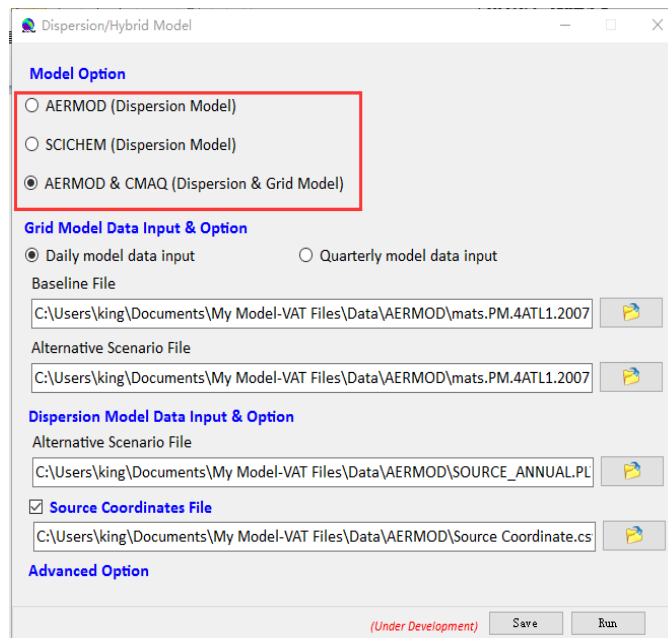 Dispersion/Hybrid Model
Model Option
AERMOD (Dispersion Model)
SCICHEM (Dispersion Model)
AERMOD & CMAQ (Dispersion & Grid Model)
Grid Model Data Input & Option
Daily model data input Quarterly model data input
Baseline File
C:\Users\king\Documents\My Model-VAT Files\Data\AERMOD\mats.PM.4ATL1.2007
Alternative Scenario File
C:\Users\king\Documents\My Model-VAT Files\Data\AERMOD\mats.PM.4ATL1.2007
Dispersion Model Data Input & Option
Alternative Scenario File
C:\Users\king\Documents\My Model-VAT Files\Data\AERMOD\SOURCE_ANNUAL.PL
Source Coordinates File
C:\Users\king\Documents\My Model-VAT Files\Data\AERMOD\Source Coordinate.cs
Advanced Option
(Under Development) Save Run